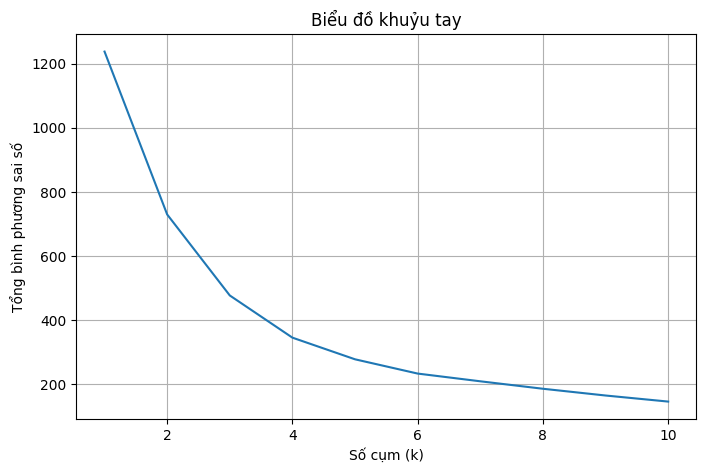 Biểu đồ khuỷu tay
Tổng bình phương sai số
1200
1000
800
600
400
200
2 4 6 8 10
Số cụm (k)